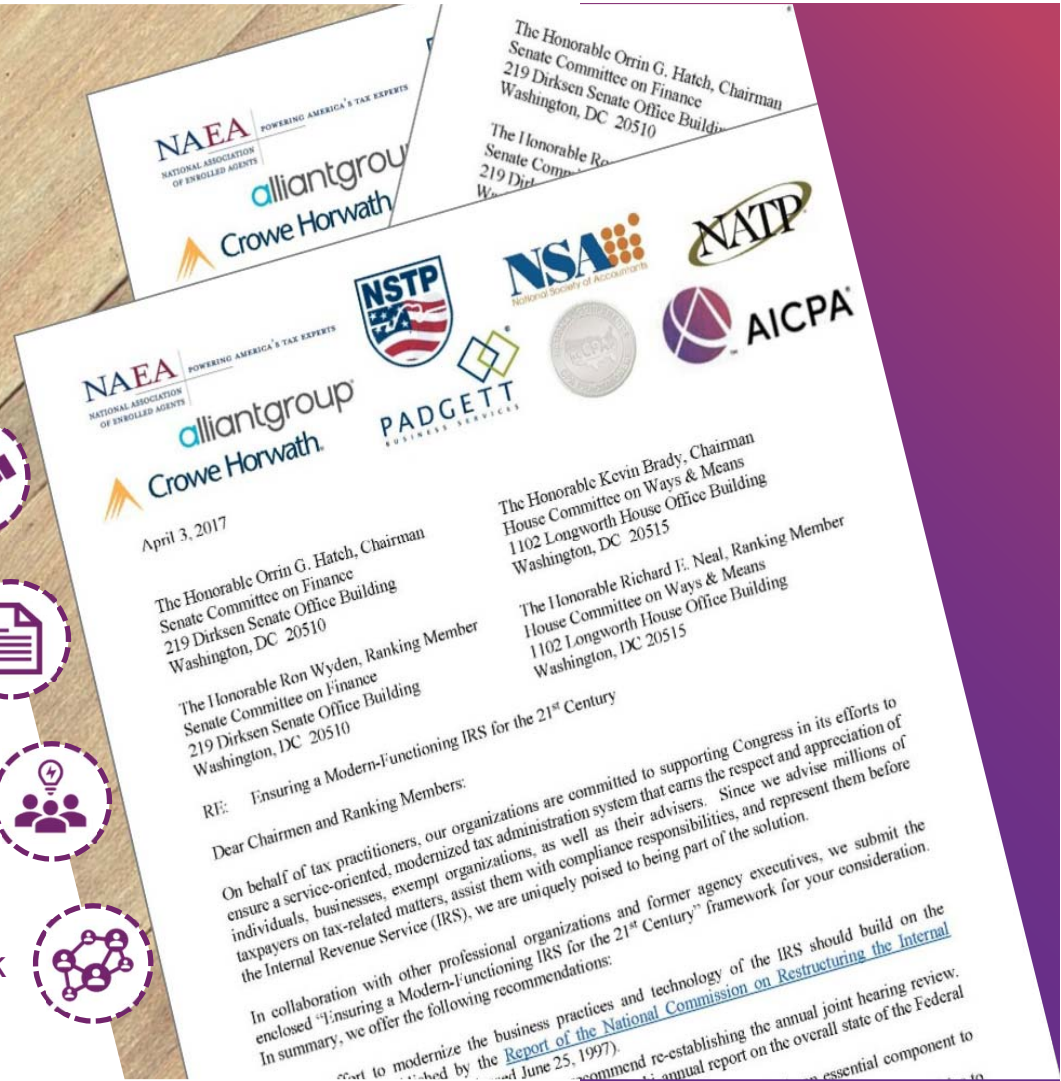 The Honorable Orrin G. Hatch, Chairman
Senate Committee on Finance
219 Dirksen Senate Office
Washington, DC 20510
The Honorable
Senate
219
NAEA
POWERING AMERICA'S TAX EXPERTS
NATIONAL ASSOCIATION
OF ENROLLED AGENTS
Crowe Horwath
NSTP
NSA
National Society of Accountants
NATP
NAEA
POWERING AMERICA'S TAX EXPERTS
NATIONAL ASSOCIATION
OF ENROLLED AGENTS
alliantgroup
Crowe Horwath
PADGETT
BUSINESS SERVICES
AICPA
April 3, 2017
The Honorable Orrin G. Hatch, Chairman
Senate Committee on Finance
219 Dirksen Senate Office Building
Washington, DC 20510
The Honorable Ron Wyden, Ranking Member
Senate Committee on Finance
219 Dirksen Senate Office Building
Washington, DC 20510
The Honorable Kevin Brady, Chairman
House Committee on Ways & Means
1102 Longworth House Office Building
Washington, DC 20515
The Honorable Richard E. Neal, Ranking Member
House Committee on Ways & Means
1102 Longworth House Office Building
Washington, DC 20515
RE: Ensuring a Modern-Functioning IRS for the 21st Century
Dear Chairmen and Ranking Members:
On behalf of tax practitioners, our organizations are committed to supporting Congress in its efforts to
ensure a service-oriented, modernized tax administration system that earns the respect and appreciation of
individuals, businesses, exempt organizations, as well as their advisers. Since we advise millions of
taxpayers on tax-related matters, assist them with compliance responsibilities, and represent them before
the Internal Revenue Service (IRS), we are uniquely poised to being part of the solution.
In collaboration with other professional organizations and former agency executives, we submit the
enclosed "Ensuring a Modern-Functioning IRS for the 21st Century" framework for your consideration.
In summary, we offer the following recommendations:
to modernize the business practices and technology of the IRS should build on the
by the Report of the National Commission on Restructuring the Internal
June 25, 1997).
re-establishing the annual joint hearing review.
annual report on the overall state of the Federal
essential component to